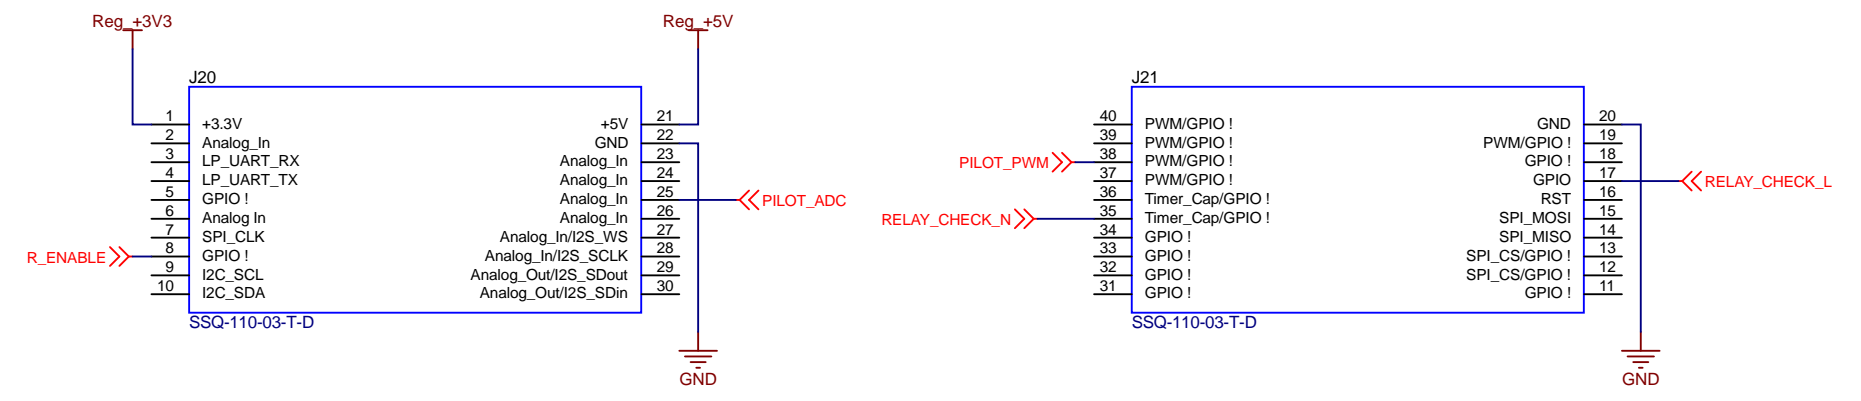 Reg_+3V3
Reg_+5V
J20
1 +3.3V +5V 21
2 Analog_In GND 22
3 LP_UART_RX Analog_In 23
4 LP_UART_TX Analog_In 24
5 GPIO ! Analog_In 25 PILOT_ADC
6 Analog In Analog_In 26
7 SPI_CLK Analog_In/I2S_WS 27
R_ENABLE 8 GPIO ! Analog_In/I2S_SCLK 28
9 I2C_SCL Analog_Out/I2S_SDout 29
10 I2C_SDA Analog_Out/I2S_SDin 30
SSQ-110-03-T-D
GND
J21
40 PWM/GPIO ! GND 20
39 PWM/GPIO ! PWM/GPIO ! 19
PILOT_PWM 38 PWM/GPIO ! GPIO ! 18
37 PWM/GPIO ! GPIO 17 RELAY_CHECK_L
36 Timer_Cap/GPIO ! RST 16
RELAY_CHECK_N 35 Timer_Cap/GPIO ! SPI_MOSI 15
34 GPIO ! SPI_MISO 14
33 GPIO ! SPI_CS/GPIO ! 13
32 GPIO ! SPI_CS/GPIO ! 12
31 GPIO ! GPIO ! 11
SSQ-110-03-T-D
GND